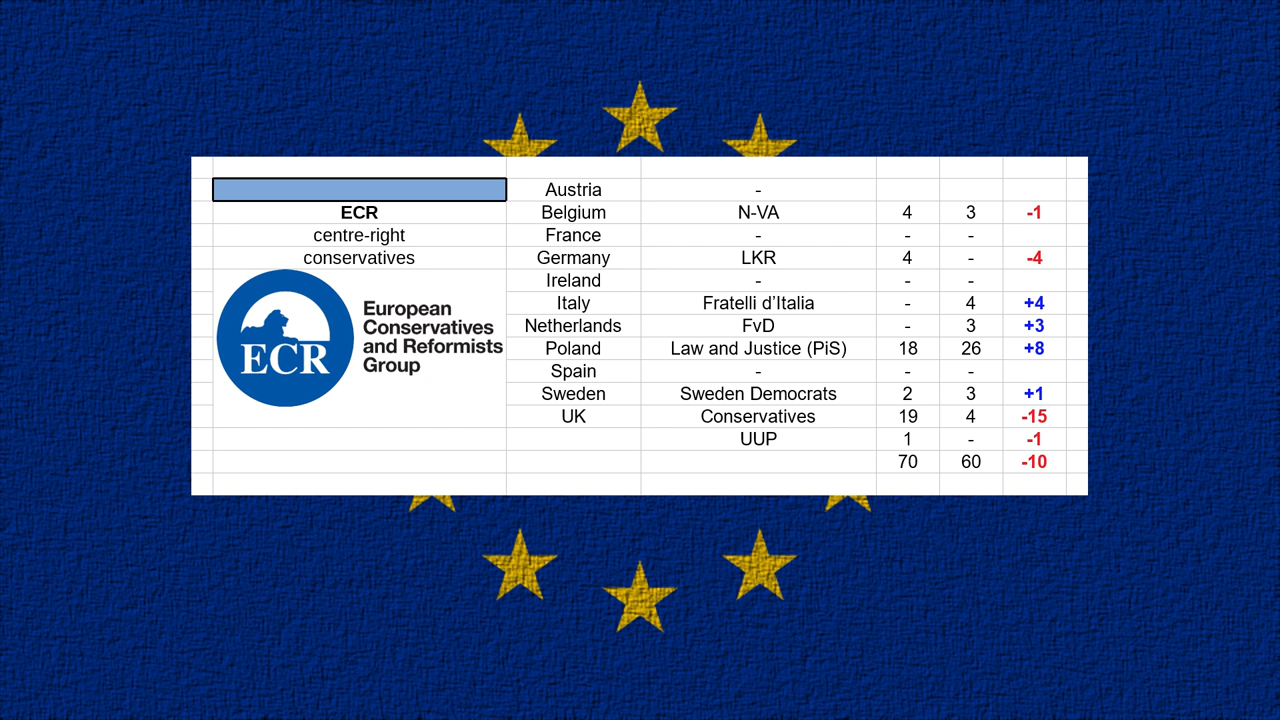 Austria -
ECR Belgium N-VA 4 3 -1
centre-right France - - -
conservatives Germany LKR 4 - -4
Ireland - - -
Italy Fratelli d’Italia - 4 +4
Netherlands FvD - 3 +3
Poland Law and Justice (PiS) 18 26 +8
Spain - - -
Sweden Sweden Democrats 2 3 +1
UK Conservatives 19 4 -15
UUP 1 - -1
70 60 -10
ECR
European
Conservatives
and Reformists
Group